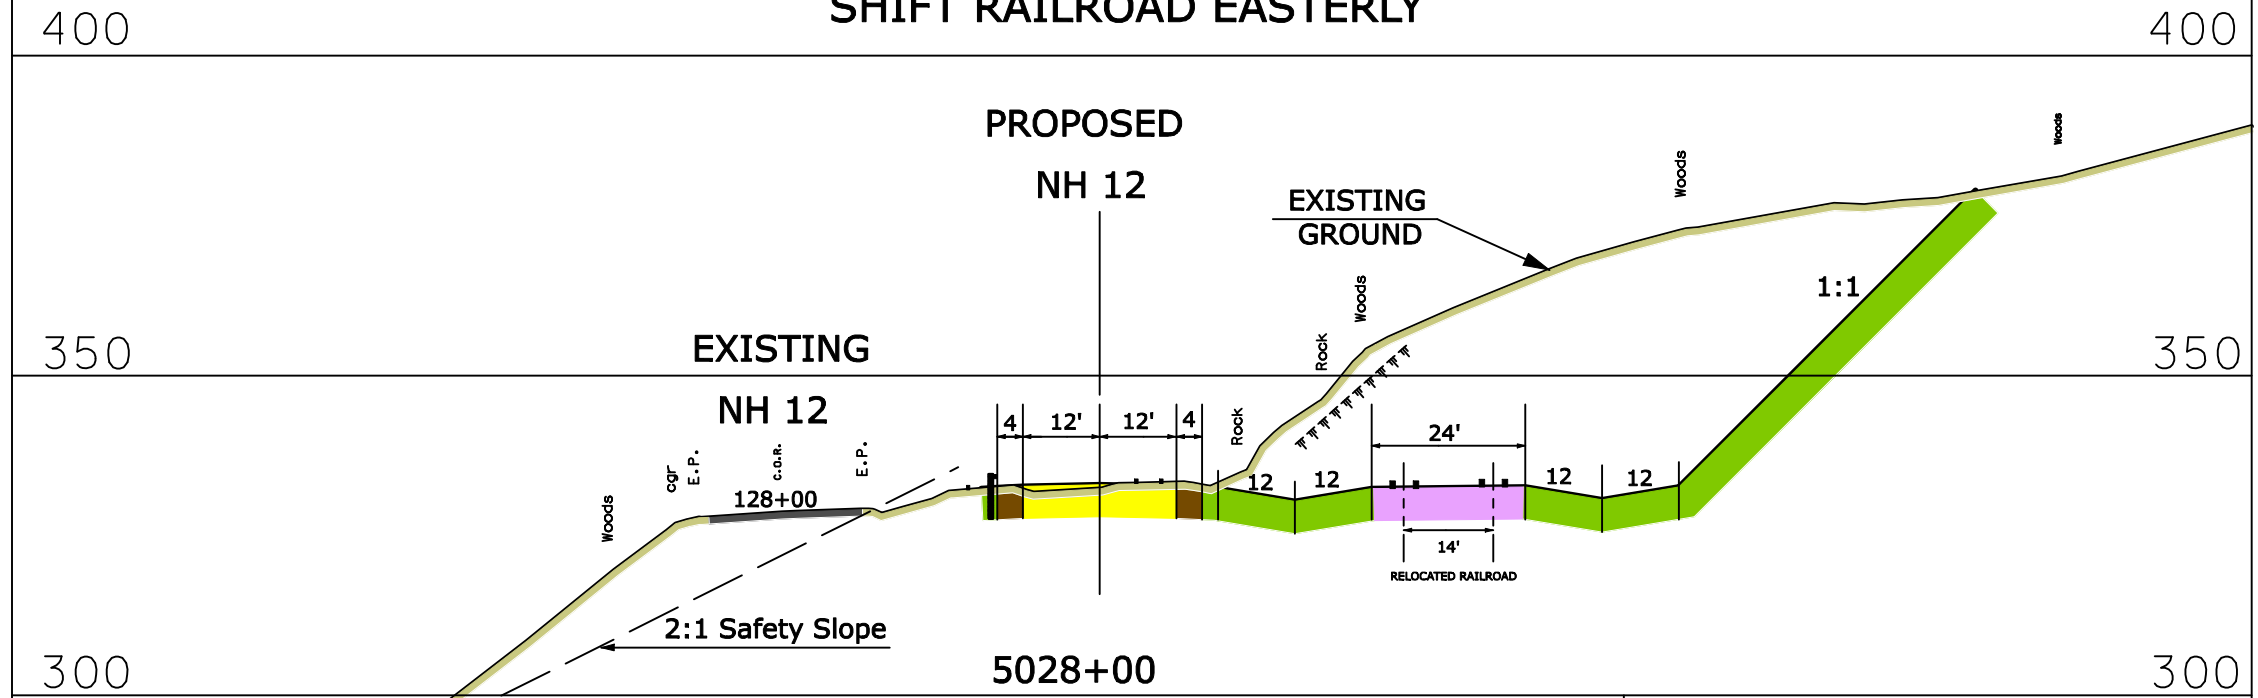 SHIFT RAILROAD EASTERLY
400
400
PROPOSED
NH 12
Woods
Woods
EXISTING
GROUND
Woods
1:1
Rock
EXISTING
350
350
NH 12
4
12'
12'
4
Rock
24'
cgr
E.P.
C.O.R.
E.P.
12
12
12
12
128+00
Woods
14'
RELOCATED RAILROAD
2:1 Safety Slope
5028+00
300
300